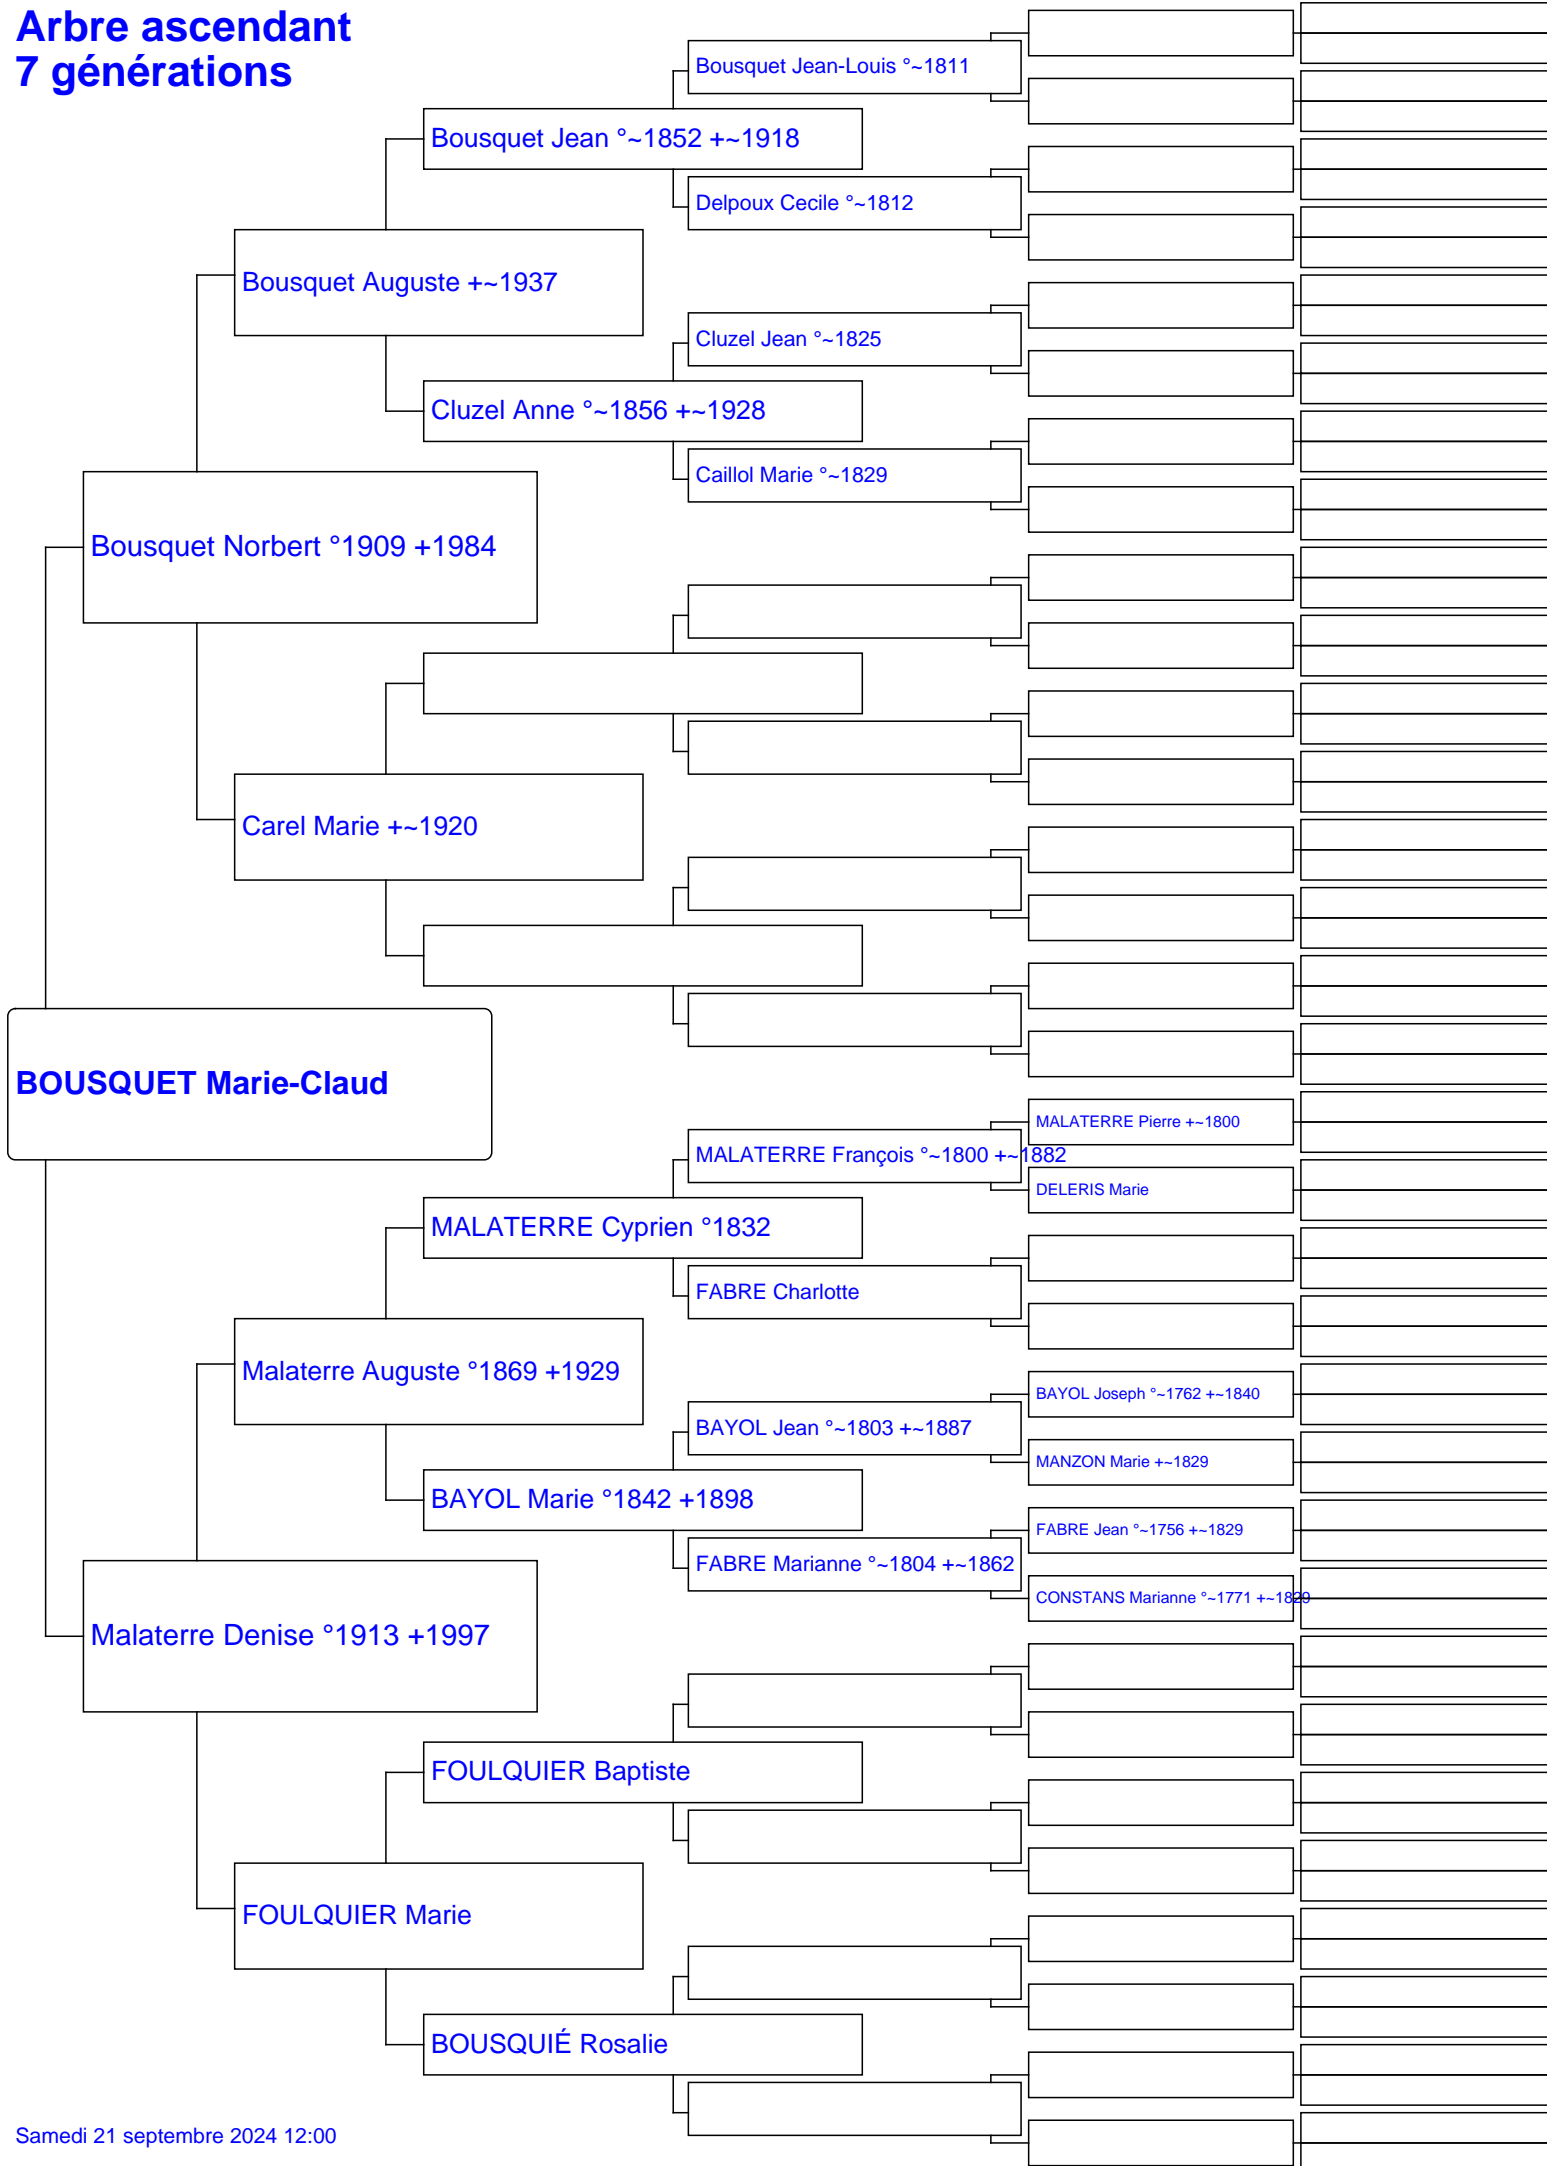 Arbre ascendant
7 générations
Bousquet Jean-Louis °~1811
Bousquet Jean °~1852 +~1918
Delpoux Cecile °~1812
Bousquet Auguste +~1937
Cluzel Jean °~1825
Cluzel Anne °~1856 +~1928
Caillol Marie °~1829
Bousquet Norbert °1909 +1984
Carel Marie +~1920
BOUSQUET Marie-Claud
MALATERRE Pierre +~1800
MALATERRE François °~1800 +~1882
DELERIS Marie
MALATERRE Cyprien °1832
FABRE Charlotte
Malaterre Auguste °1869 +1929
BAYOL Joseph °~1762 +~1840
BAYOL Jean °~1803 +~1887
MANZON Marie +~1829
BAYOL Marie °1842 +1898
FABRE Jean °~1756 +~1829
FABRE Marianne °~1804 +~1862
CONSTANS Marianne °~1771 +~1829
Malaterre Denise °1913 +1997
FOULQUIER Baptiste
FOULQUIER Marie
BOUSQUIÉ Rosalie
Samedi 21 septembre 2024 12:00